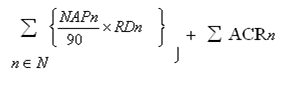 ∑ { NAPn/90 × RDn } ⌋ + ∑ ACRn
n ∈ N